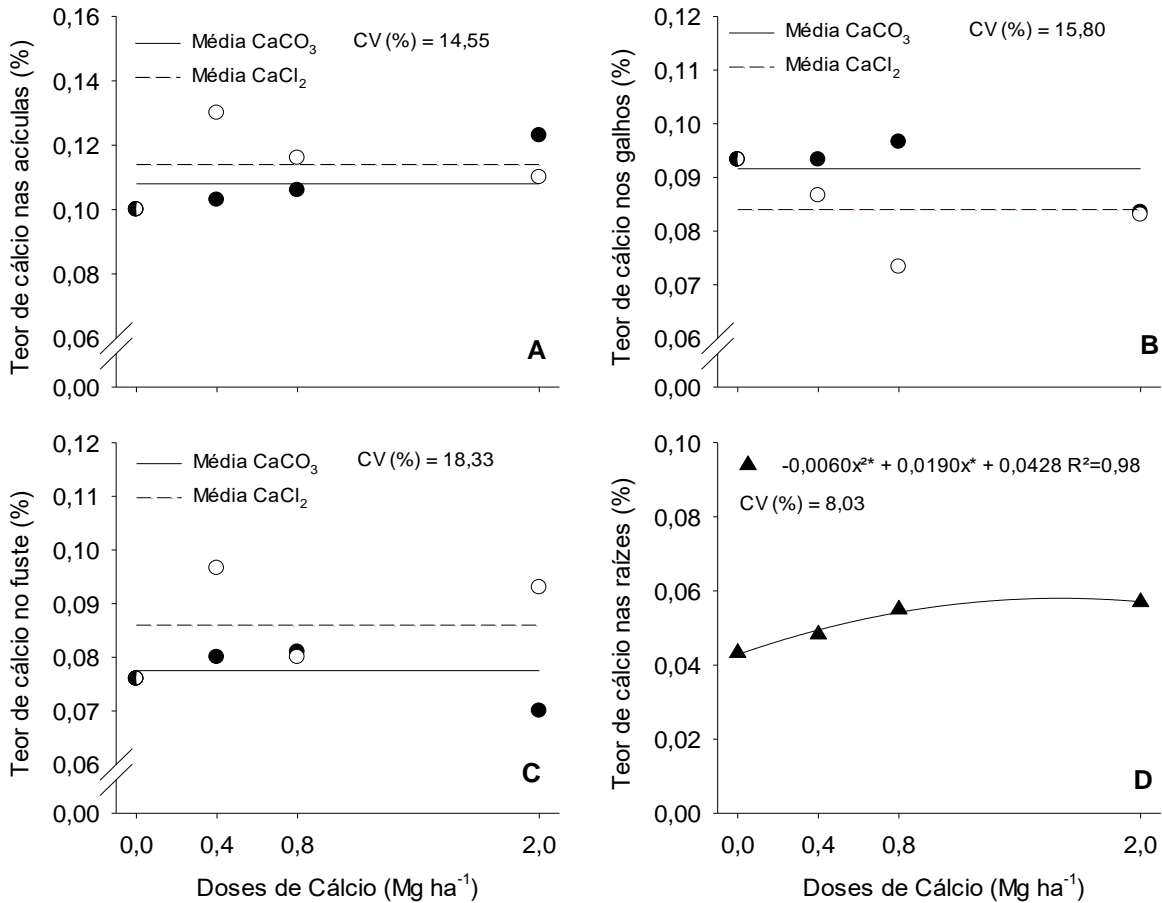 Teor de cálcio nas acículas (%)
0,16
0,14
0,12
0,10
0,08
0,06
0,00
Média CaCO₃ CV (%) = 14,55
Média CaCl₂
A
Teor de cálcio nos galhos (%)
0,12
0,11
0,10
0,09
0,08
0,07
0,06
0,00
Média CaCO₃ CV (%) = 15,80
Média CaCl₂
B
Teor de cálcio no fuste (%)
0,12
0,11
0,10
0,09
0,08
0,07
0,06
0,00
Média CaCO₃ CV (%) = 18,33
Média CaCl₂
C
0,0 0,4 0,8 2,0
Doses de Cálcio (Mg ha⁻¹)
Teor de cálcio nas raízes (%)
0,10
0,08
0,06
0,04
0,02
0,00
-0,0060x²* + 0,0190x* + 0,0428 R²=0,98
CV (%) = 8,03
D
0,0 0,4 0,8 2,0
Doses de Cálcio (Mg ha⁻¹)